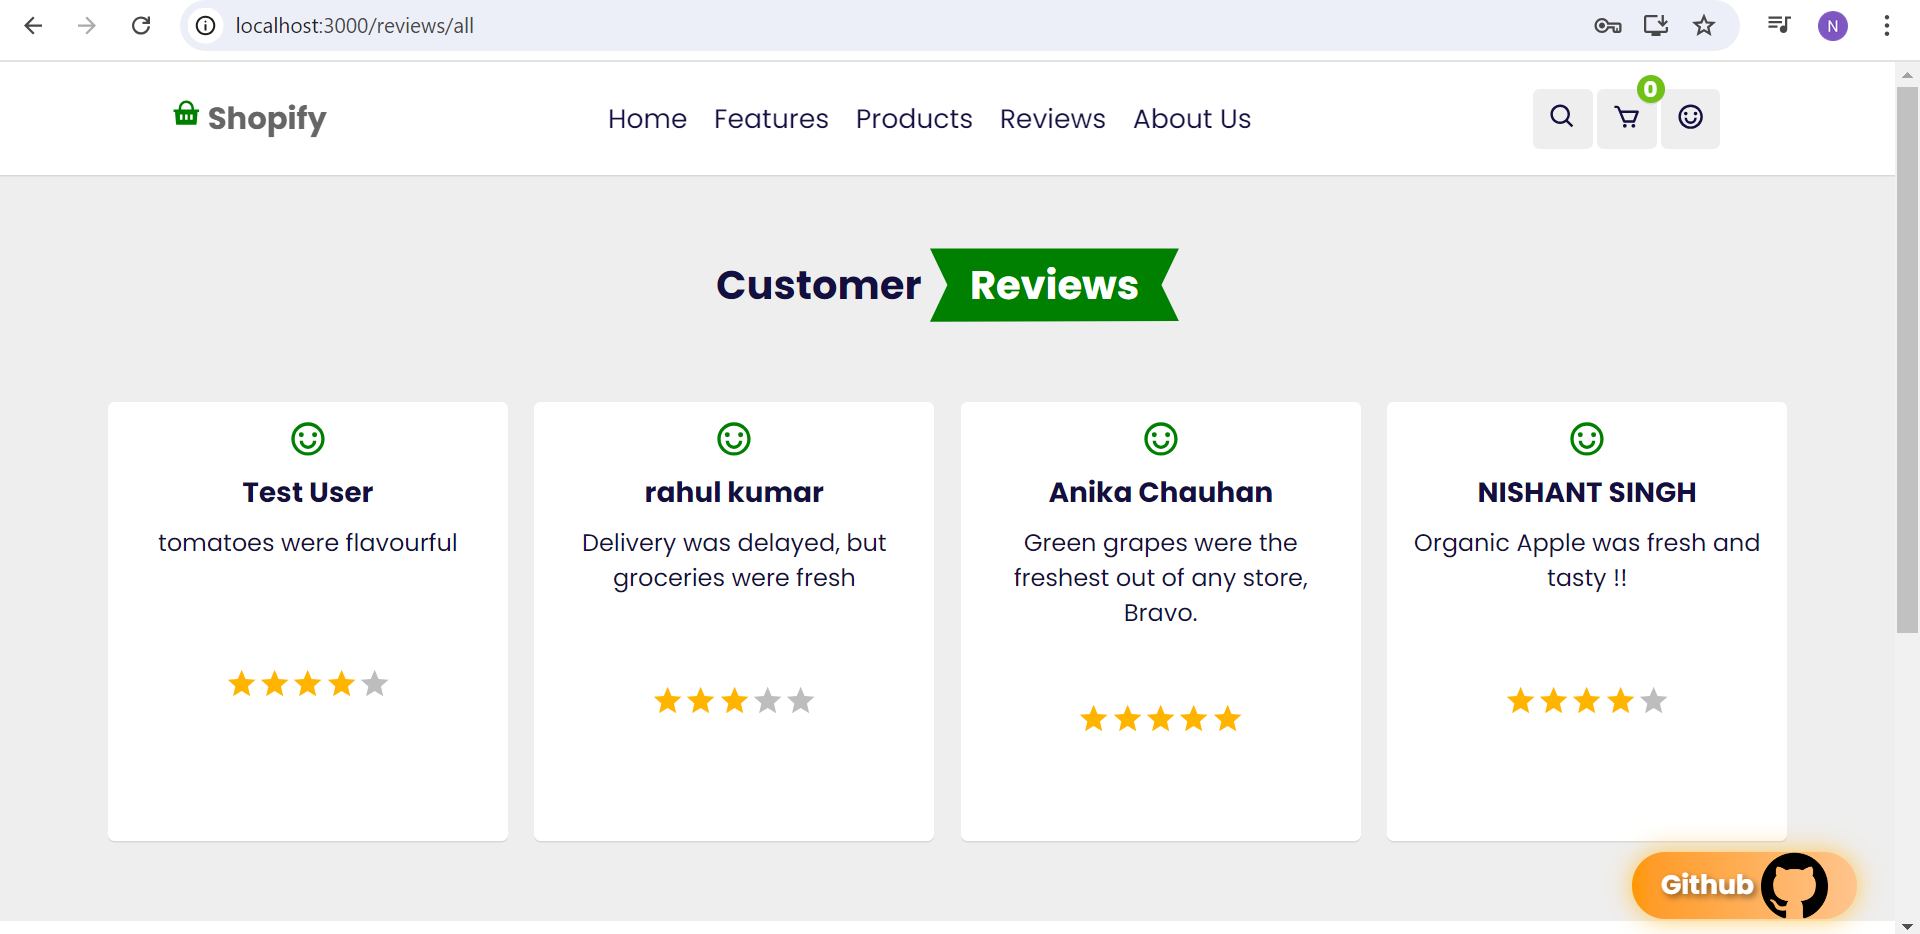 localhost:3000/reviews/all
N
Shopify
Home Features Products Reviews About Us
0
Customer Reviews
Test User
tomatoes were flavourful
rahul kumar
Delivery was delayed, but
groceries were fresh
Anika Chauhan
Green grapes were the
freshest out of any store,
Bravo.
NISHANT SINGH
Organic Apple was fresh and
tasty !!
Github